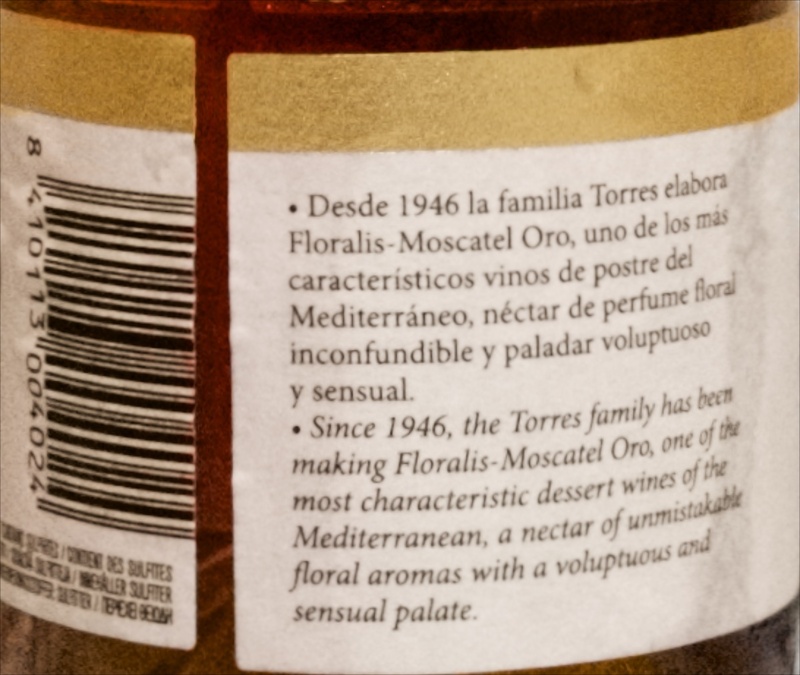 8 410113 004024
CONTIENT DES SULFITES
INNEHÅLLER SULFITER
• Desde 1946 la familia Torres elabora
Floralis-Moscatel Oro, uno de los más
característicos vinos de postre del
Mediterráneo, néctar de perfume floral
inconfundible y paladar voluptuoso
y sensual.
• Since 1946, the Torres family has been
making Floralis-Moscatel Oro, one of the
most characteristic dessert wines of the
Mediterranean, a nectar of unmistakable
floral aromas with a voluptuous and
sensual palate.